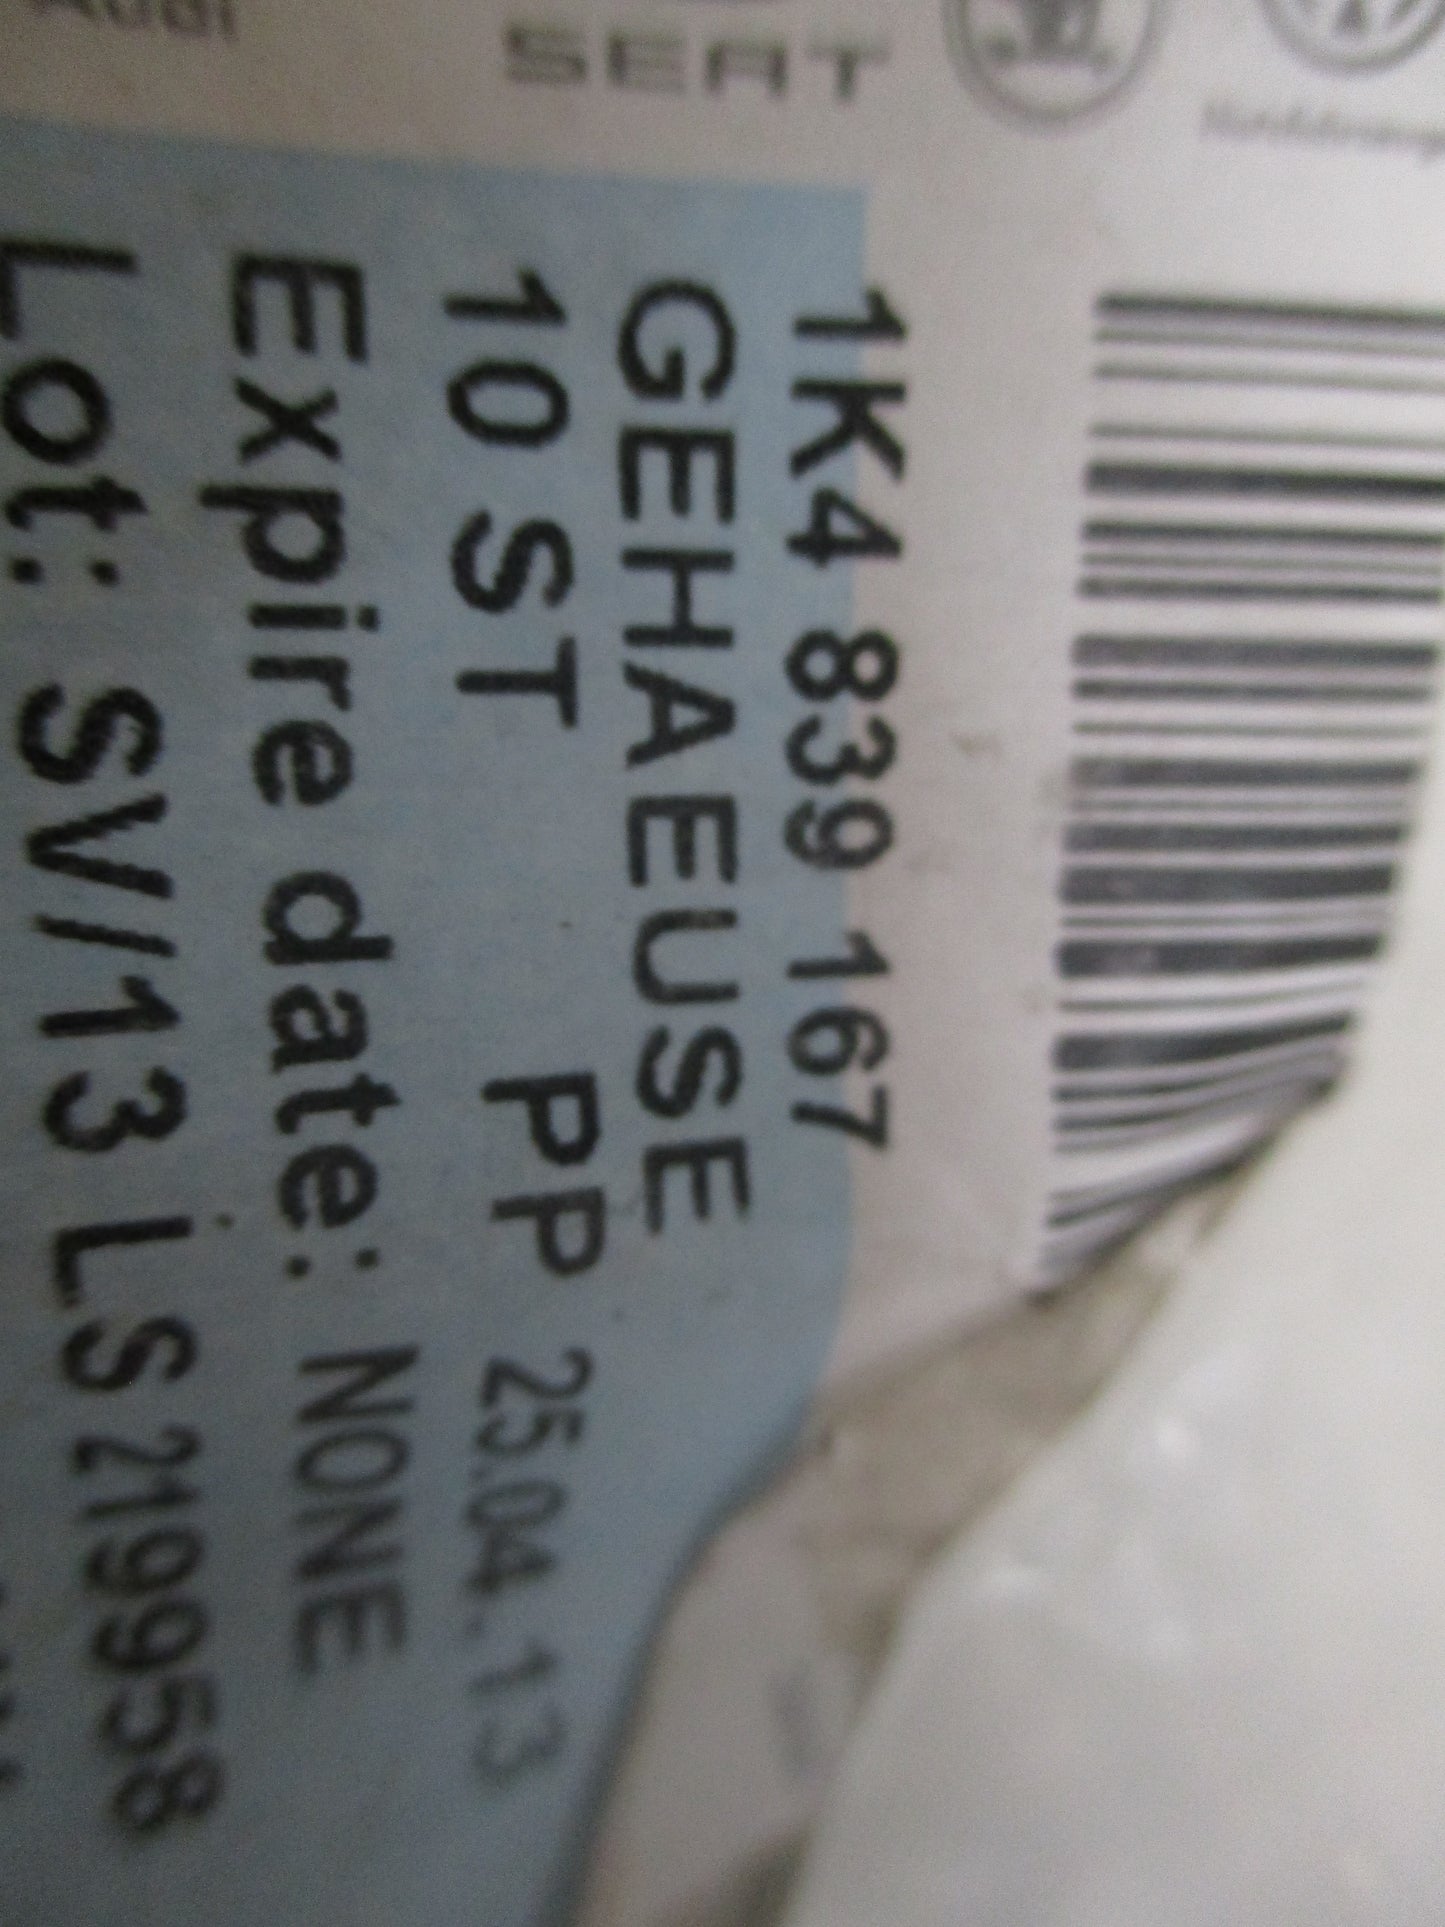 Audi SEAT
1K4 839 167
GEHAEUSE
10 ST PP 25.04.13
Expire date: NONE
Lot: SV/13 LS 219958